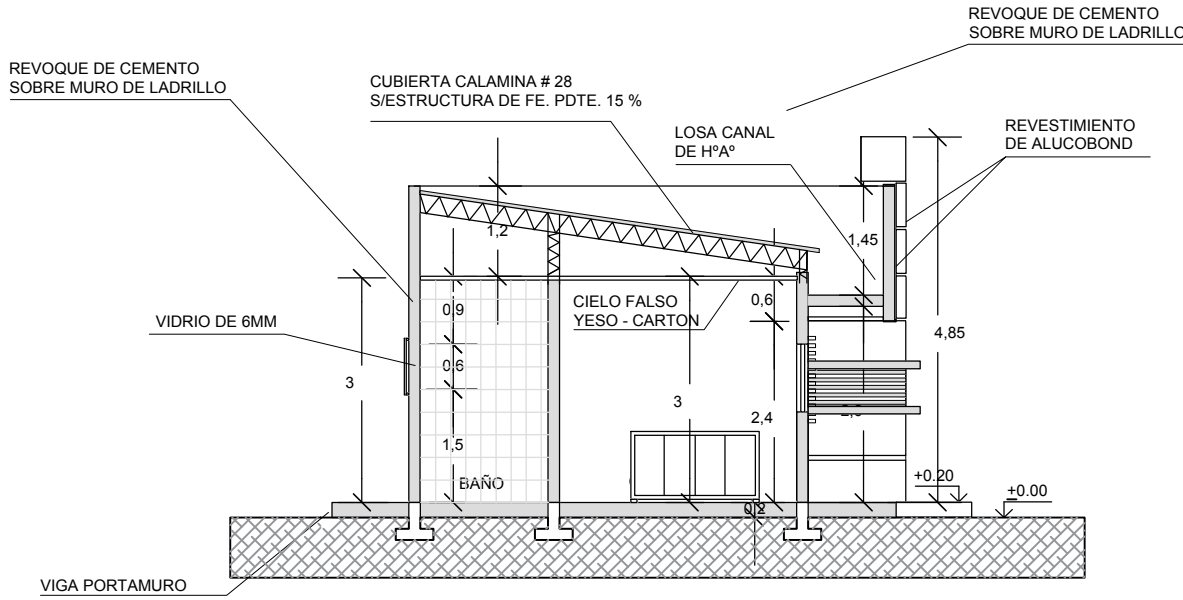 REVOQUE DE CEMENTO
SOBRE MURO DE LADRILLO
REVOQUE DE CEMENTO
SOBRE MURO DE LADRILLO
CUBIERTA CALAMINA # 28
S/ESTRUCTURA DE FE. PDTE. 15 %
LOSA CANAL
DE HºAº
REVESTIMIENTO
DE ALUCOBOND
1,2
1,45
0,9
CIELO FALSO
YESO - CARTON
0,6
VIDRIO DE 6MM
4,85
0,6
3
3
2,4
1,5
BAÑO
+0.20
+0.00
0,2
VIGA PORTAMURO